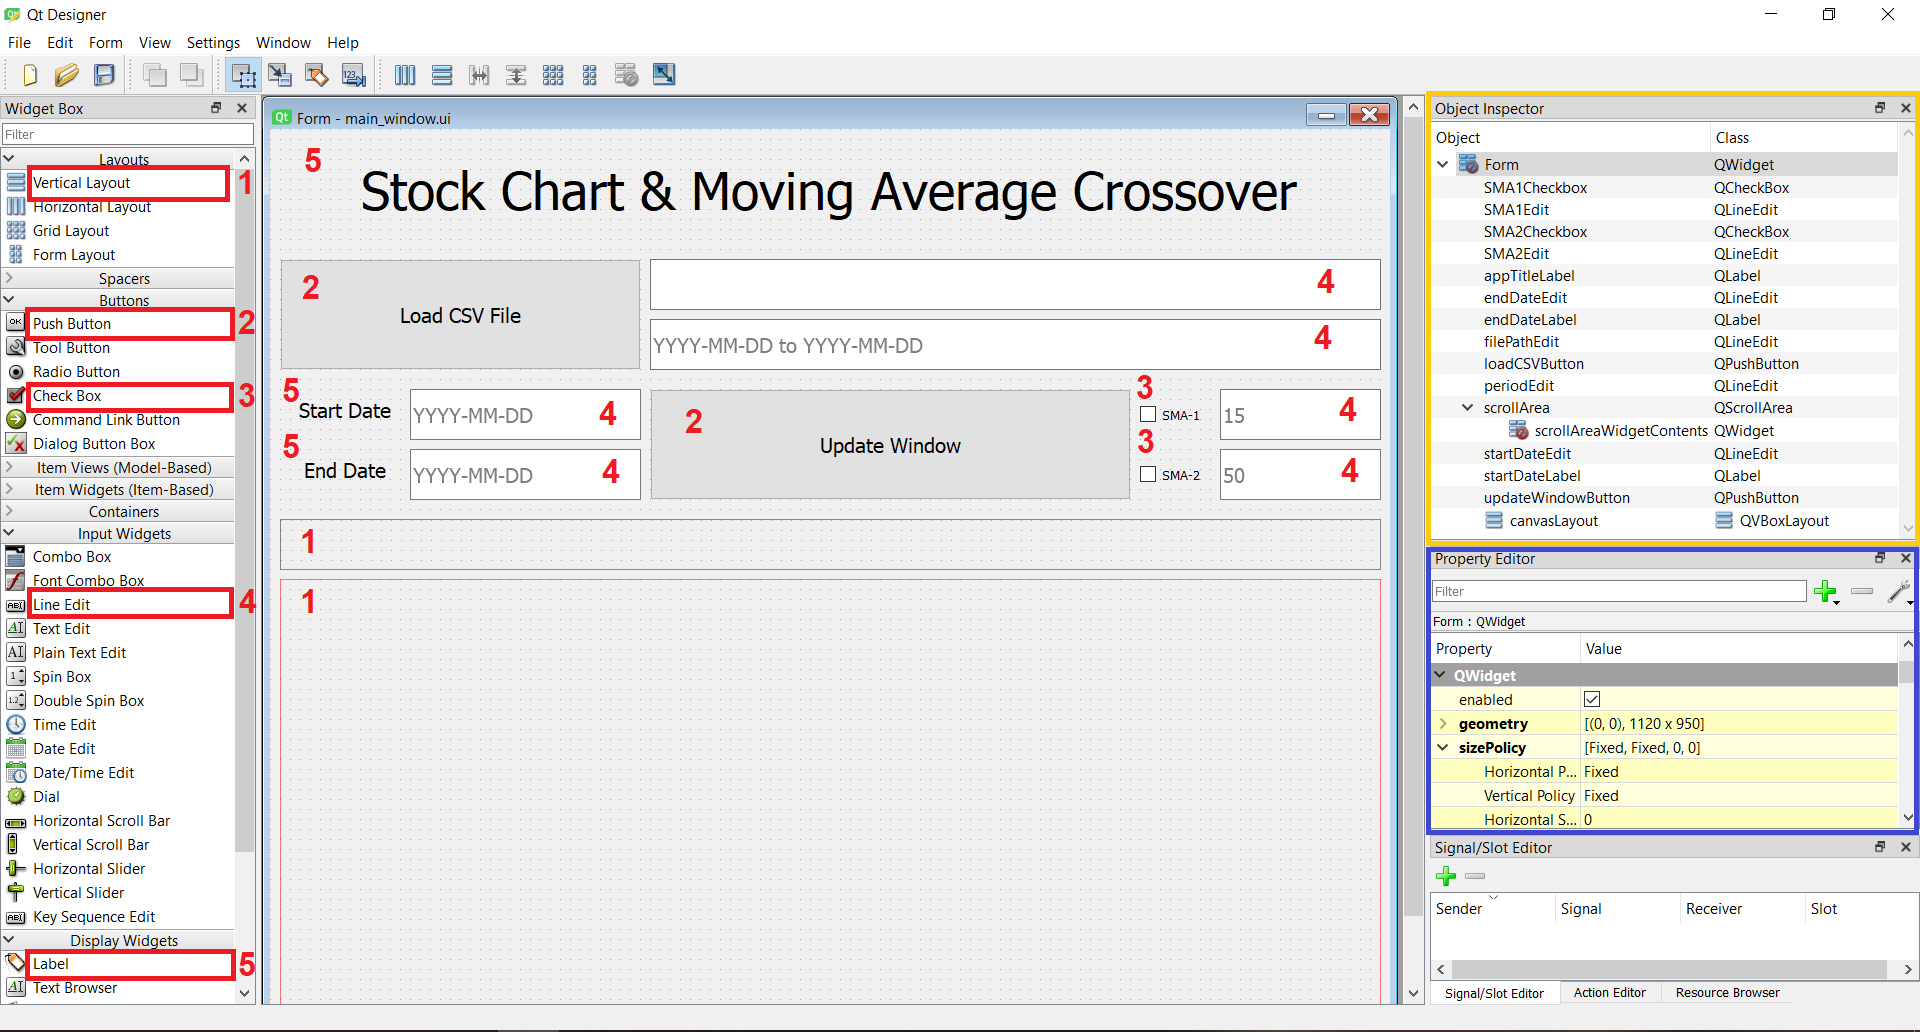 Qt Designer
File Edit Form View Settings Window Help
Widget Box
Filter
Layouts
Vertical Layout 1
Horizontal Layout
Grid Layout
Form Layout
Spacers
Buttons
Push Button 2
Tool Button
Radio Button
Check Box 3
Command Link Button
Dialog Button Box
Item Views (Model-Based)
Item Widgets (Item-Based)
Containers
Input Widgets
Combo Box
Font Combo Box
Line Edit 4
Text Edit
Plain Text Edit
Spin Box
Double Spin Box
Time Edit
Date Edit
Date/Time Edit
Dial
Horizontal Scroll Bar
Vertical Scroll Bar
Horizontal Slider
Vertical Slider
Key Sequence Edit
Display Widgets
Label 5
Text Browser
Form - main_window.ui
5
Stock Chart & Moving Average Crossover
2
Load CSV File
4
YYYY-MM-DD to YYYY-MM-DD 4
5
Start Date YYYY-MM-DD 4
5
End Date YYYY-MM-DD 4
2
Update Window
3
SMA-1 15 4
3
SMA-2 50 4
1
1
Object Inspector
Object Class
Form QWidget
SMA1Checkbox QCheckBox
SMA1Edit QLineEdit
SMA2Checkbox QCheckBox
SMA2Edit QLineEdit
appTitleLabel QLabel
endDateEdit QLineEdit
endDateLabel QLabel
filePathEdit QLineEdit
loadCSVButton QPushButton
periodEdit QLineEdit
scrollArea QScrollArea
scrollAreaWidgetContents QWidget
startDateEdit QLineEdit
startDateLabel QLabel
updateWindowButton QPushButton
canvasLayout QVBoxLayout
Property Editor
Filter
Form : QWidget
Property Value
QWidget
enabled
geometry [(0, 0), 1120 x 950]
sizePolicy [Fixed, Fixed, 0, 0]
Horizontal P... Fixed
Vertical Policy Fixed
Horizontal S... 0
Signal/Slot Editor
Sender Signal Receiver Slot
Signal/Slot Editor Action Editor Resource Browser